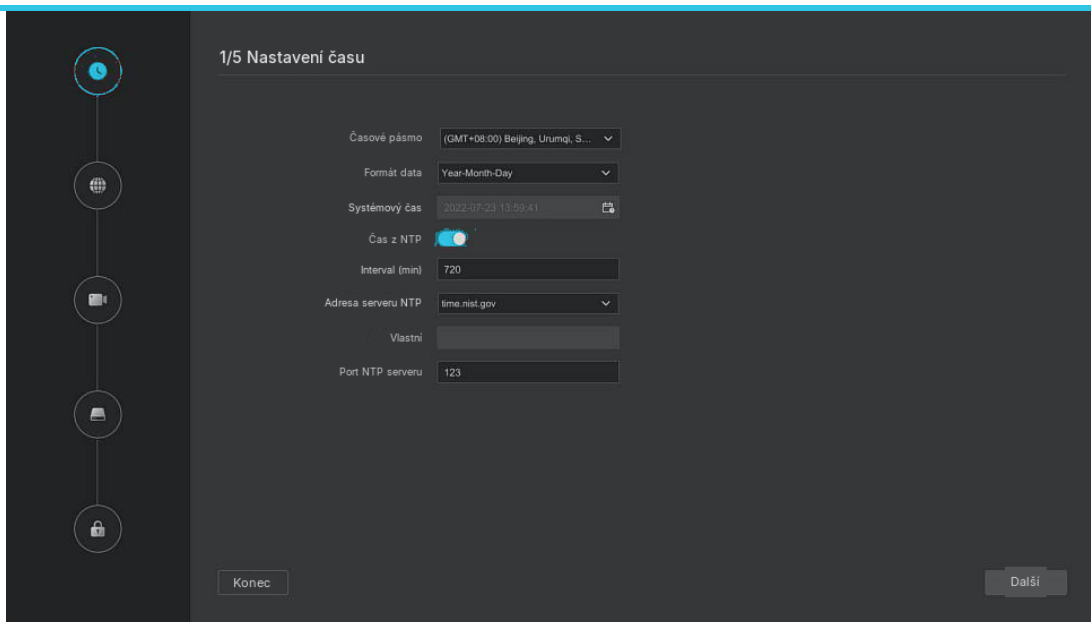 1/5 Nastavení času
Časové pásmo (GMT+08:00) Beijing, Urumqi, S...
Formát data Year-Month-Day
Systémový čas 2022-07-23 13:59:41
Čas z NTP
Interval (min) 720
Adresa serveru NTP time.nist.gov
Vlastní
Port NTP serveru 123
Konec Další